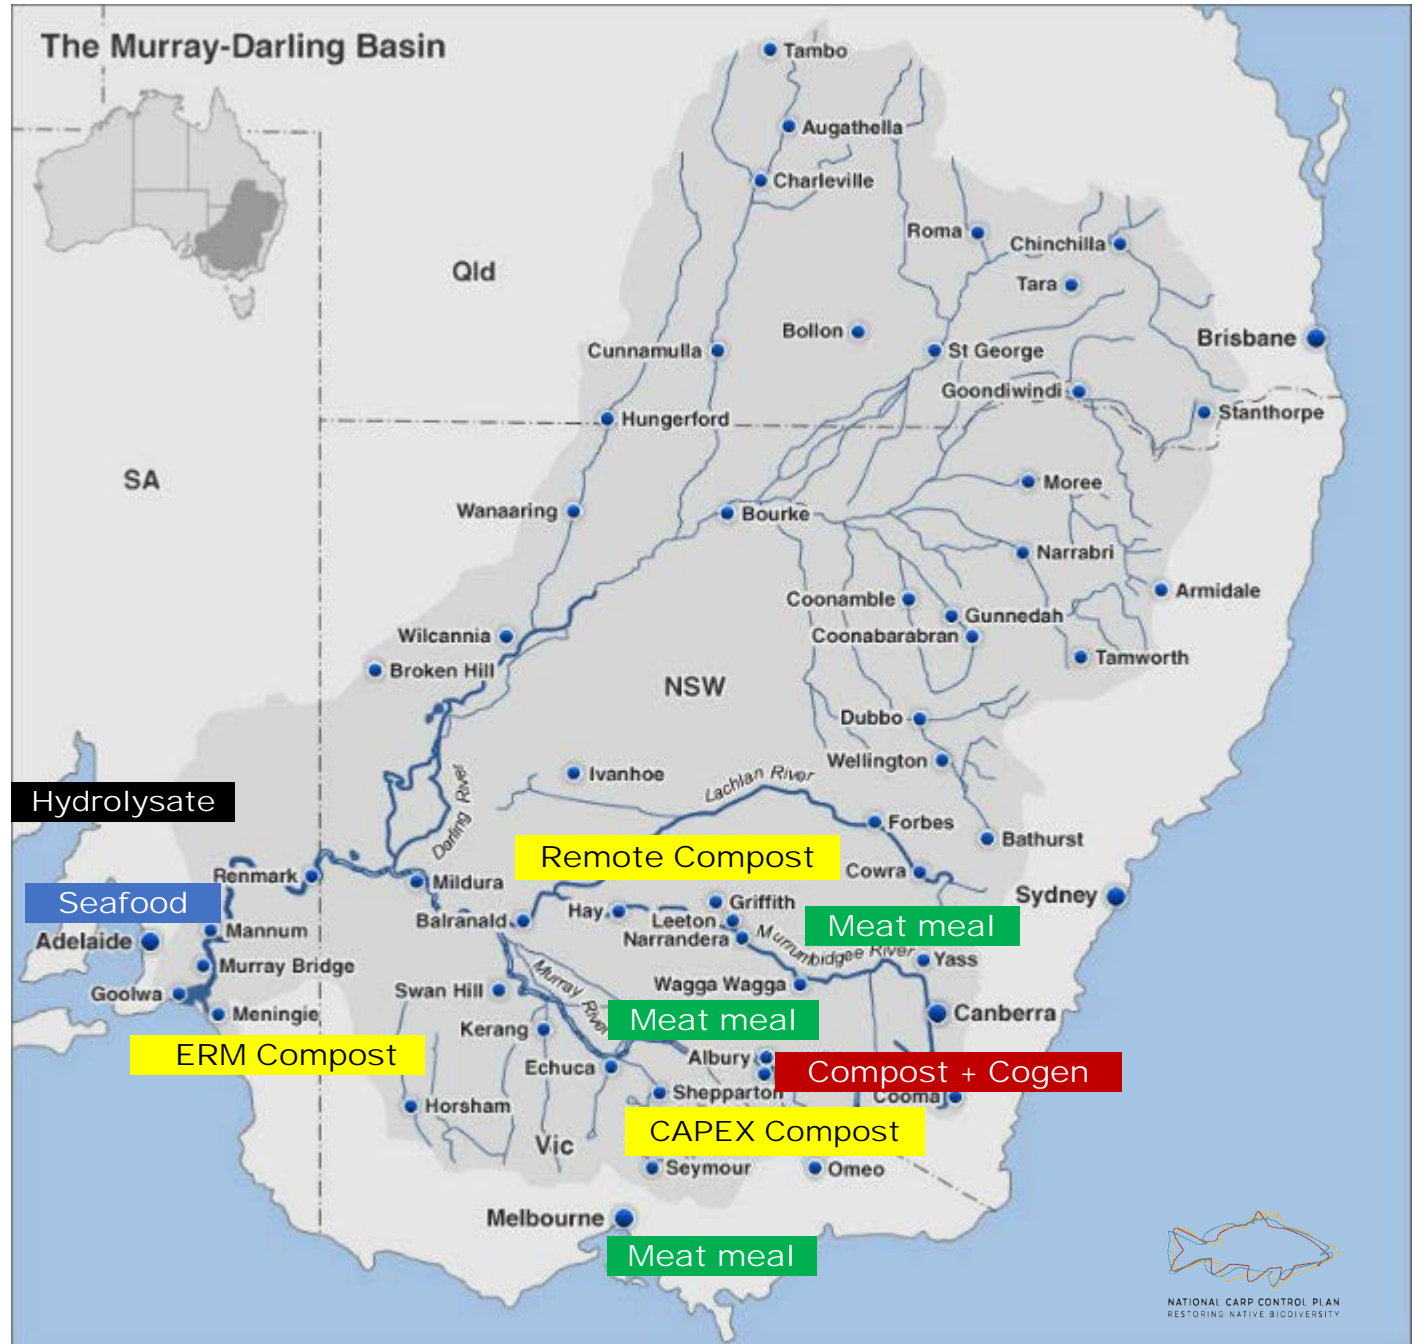 The Murray-Darling Basin
Tambo
Augathella
Charleville
Roma
Chinchilla
Qld
Tara
Bollon
Brisbane
Cunnamulla
St George
Goondiwindi
Stanthorpe
Hungerford
SA
Moree
Wanaaring
Bourke
Narrabri
Armidale
Coonamble
Gunnedah
Wilcannia
Coonabarabran
Tamworth
Broken Hill
NSW
Dubbo
Wellington
Ivanhoe
Lachlan River
Darling River
Hydrolysate
Forbes
Bathurst
Remote Compost
Renmark
Mildura
Cowra
Sydney
Seafood
Griffith
Hay
Leeton
Balranald
Meat meal
Mannum
Narrandera
Adelaide
Murrumbidgee River
Yass
Murray Bridge
Wagga Wagga
Swan Hill
Murray River
Goolwa
Meningie
Canberra
Meat meal
Kerang
ERM Compost
Albury
Echuca
Compost + Cogen
Shepparton
Cooma
Horsham
CAPEX Compost
Vic
Seymour
Omeo
Melbourne
Meat meal
NATIONAL CARP CONTROL PLAN
RESTORING NATIVE BIODIVERSITY